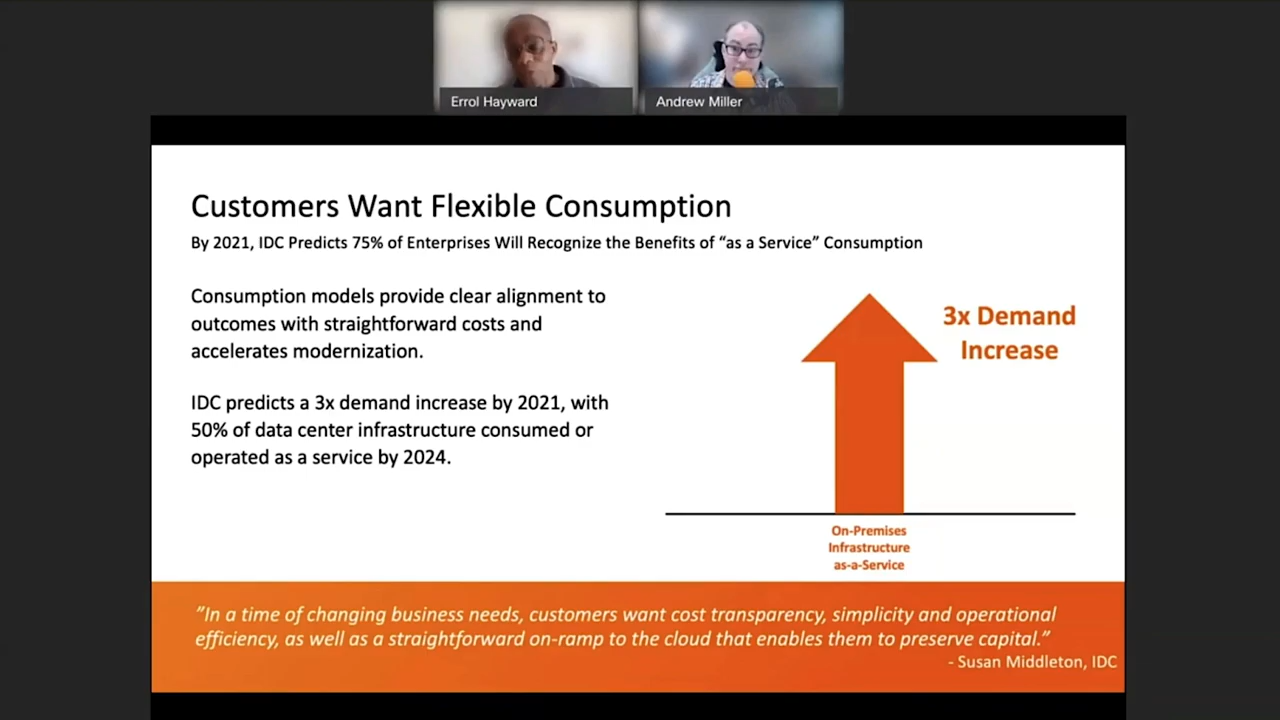 Errol Hayward
Andrew Miller
Customers Want Flexible Consumption
By 2021, IDC Predicts 75% of Enterprises Will Recognize the Benefits of “as a Service” Consumption
Consumption models provide clear alignment to
outcomes with straightforward costs and
accelerates modernization.
IDC predicts a 3x demand increase by 2021, with
50% of data center infrastructure consumed or
operated as a service by 2024.
3x Demand
Increase
On-Premises
Infrastructure
as-a-Service
”In a time of changing business needs, customers want cost transparency, simplicity and operational
efficiency, as well as a straightforward on-ramp to the cloud that enables them to preserve capital.”
- Susan Middleton, IDC